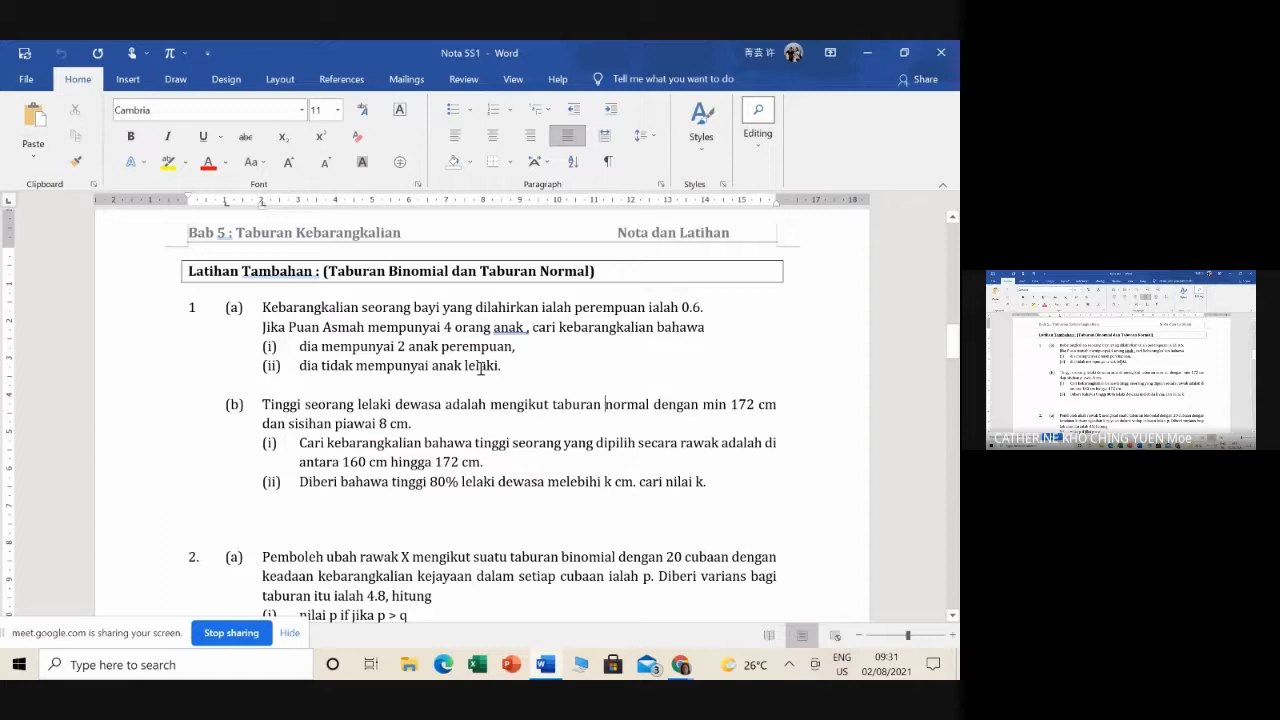 Nota 5S1 - Word
菁芸 许
File Home Insert Draw Design Layout References Mailings Review View Help Tell me what you want to do Share
Cambria 11
Paste
Styles
Editing
Clipboard Font Paragraph Styles
Bab 5 : Taburan Kebarangkalian Nota dan Latihan
Latihan Tambahan : (Taburan Binomial dan Taburan Normal)
1 (a) Kebarangkalian seorang bayi yang dilahirkan ialah perempuan ialah 0.6.
Jika Puan Asmah mempunyai 4 orang anak , cari kebarangkalian bahawa
(i) dia mempunyai 2 anak perempuan,
(ii) dia tidak mempunyai anak lelaki.
(b) Tinggi seorang lelaki dewasa adalah mengikut taburan normal dengan min 172 cm
dan sisihan piawai 8 cm.
(i) Cari kebarangkalian bahawa tinggi seorang yang dipilih secara rawak adalah di
antara 160 cm hingga 172 cm.
(ii) Diberi bahawa tinggi 80% lelaki dewasa melebihi k cm. cari nilai k.
2. (a) Pemboleh ubah rawak X mengikut suatu taburan binomial dengan 20 cubaan dengan
keadaan kebarangkalian kejayaan dalam setiap cubaan ialah p. Diberi varians bagi
taburan itu ialah 4.8, hitung
(i) nilai p if jika p > q
meet.google.com is sharing your screen. Stop sharing Hide
Type here to search
26°C
ENG
US
09:31
02/08/2021
CATHERINE KHO CHING YUEN Moe